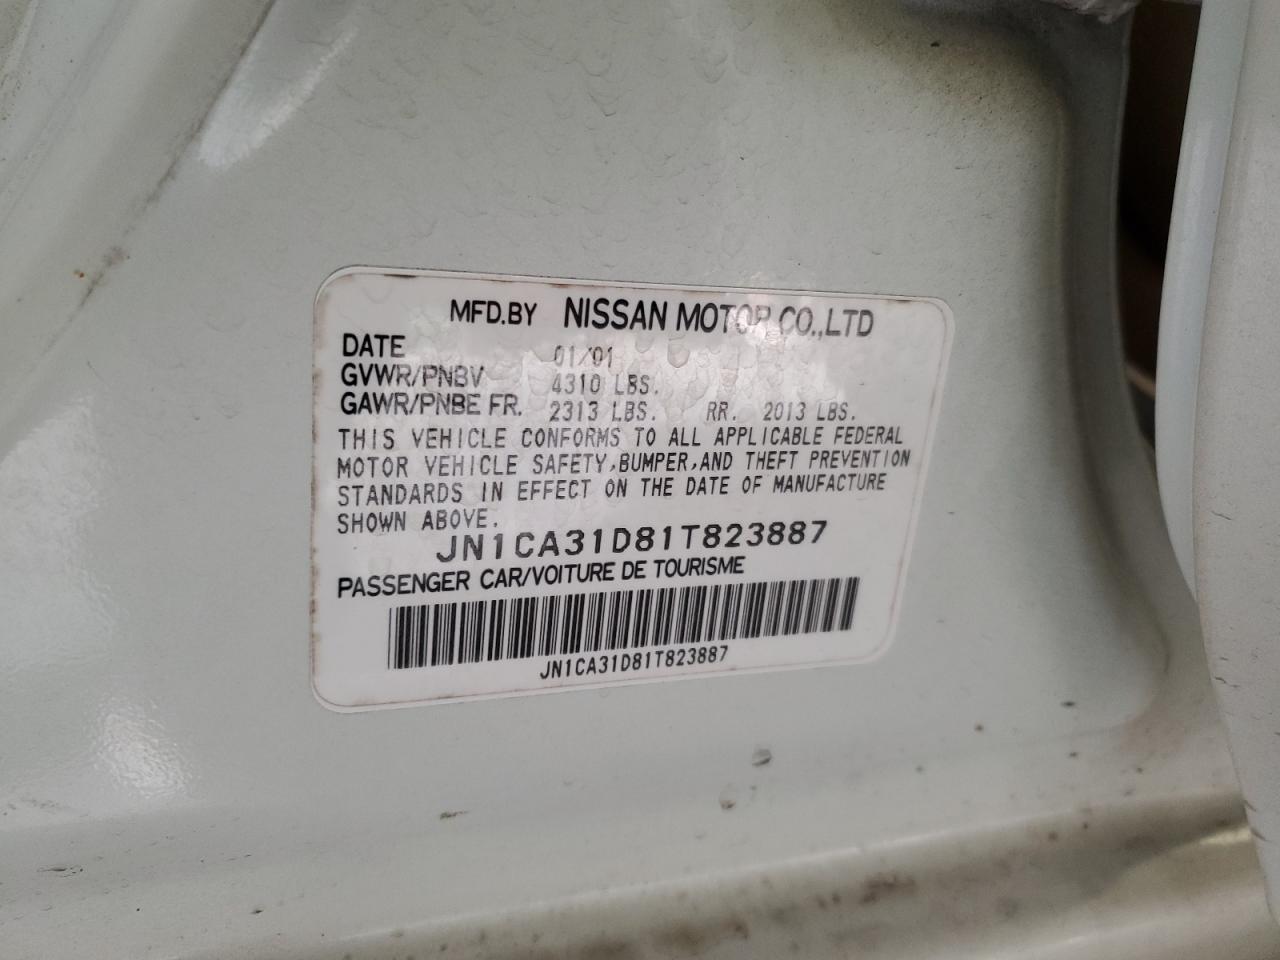 MFD.BY NISSAN MOTOR CO.,LTD
DATE 01/01
GVWR/PNBV 4310 LBS.
GAWR/PNBE FR. 2313 LBS. RR. 2013 LBS.
THIS VEHICLE CONFORMS TO ALL APPLICABLE FEDERAL
MOTOR VEHICLE SAFETY,BUMPER,AND THEFT PREVENTION
STANDARDS IN EFFECT ON THE DATE OF MANUFACTURE
SHOWN ABOVE.
JN1CA31D81T823887
PASSENGER CAR/VOITURE DE TOURISME
JN1CA31D81T823887